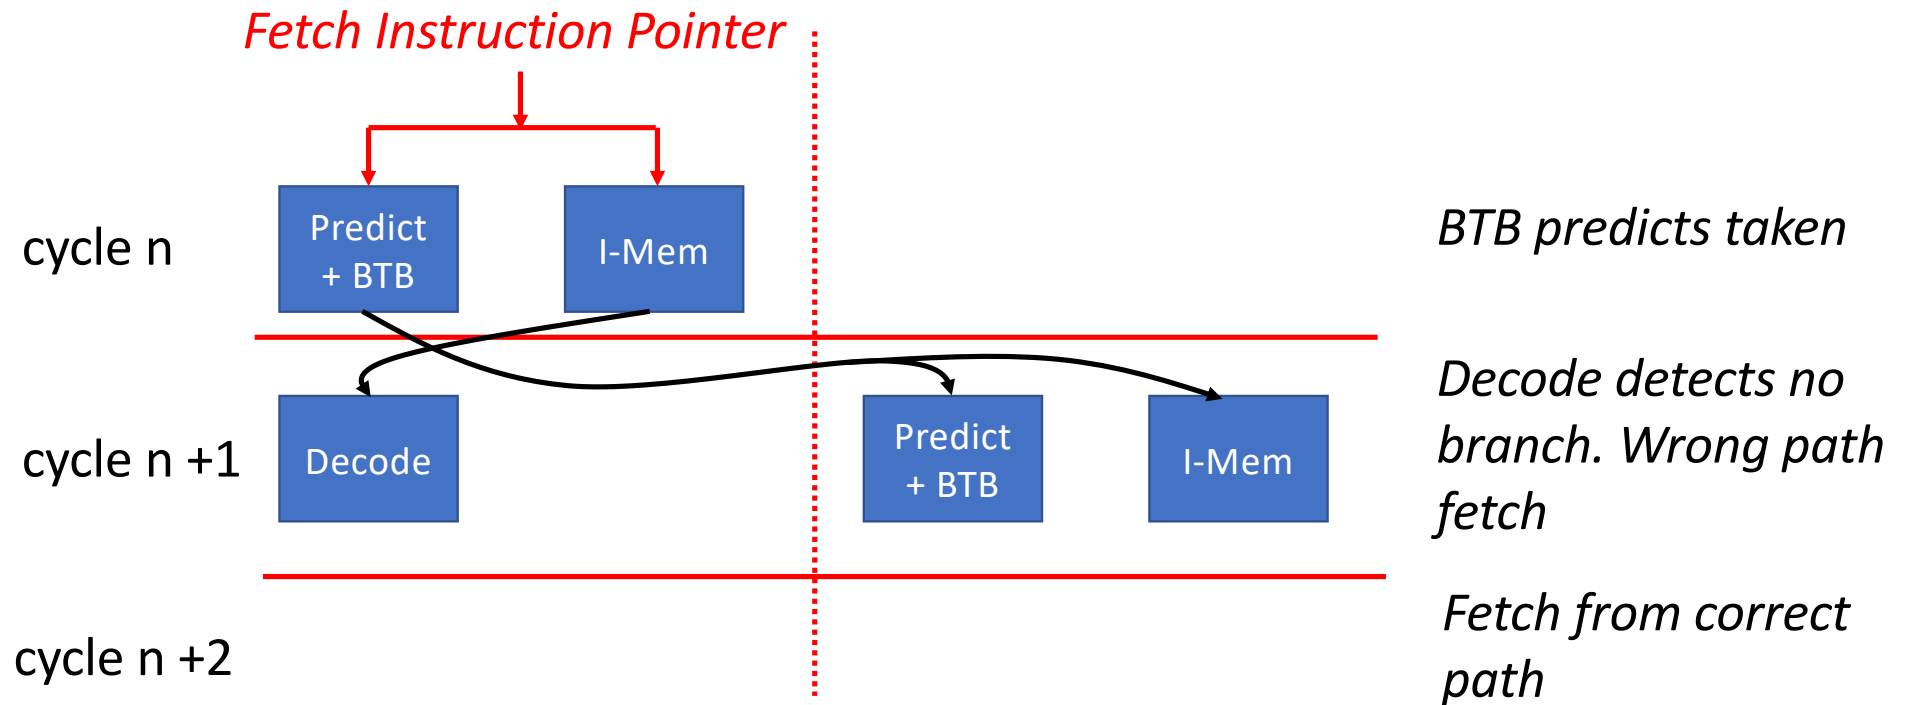 Fetch Instruction Pointer
cycle n
Predict
+ BTB
I-Mem
BTB predicts taken
cycle n +1
Decode
Predict
+ BTB
I-Mem
Decode detects no
branch. Wrong path
fetch
cycle n +2
Fetch from correct
path